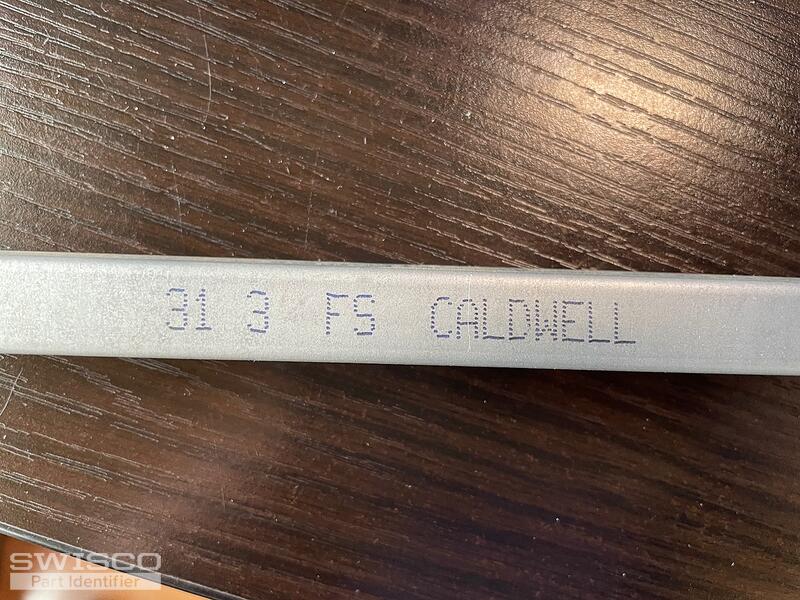 31 3 FS CALDWELL
SWISCO
Part Identifier